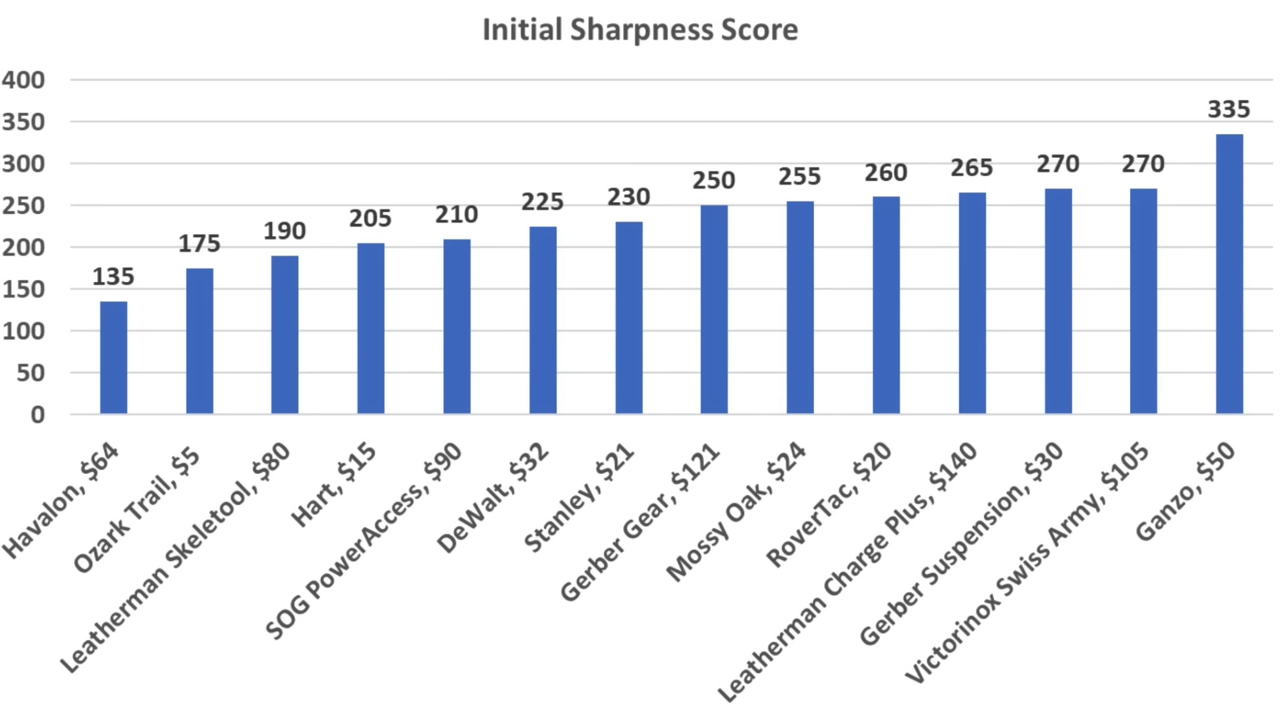 Initial Sharpness Score
400
350
300
250
200
150
100
50
0
135
175
190
205
210
225
230
250
255
260
265
270
270
335
Havalon, $64
Ozark Trail, $5
Leatherman Skeletool, $80
Hart, $15
SOG PowerAccess, $90
DeWalt, $32
Stanley, $21
Gerber Gear, $121
Mossy Oak, $24
RoverTac, $20
Leatherman Charge Plus, $140
Gerber Suspension, $30
Victorinox Swiss Army, $105
Ganzo, $50